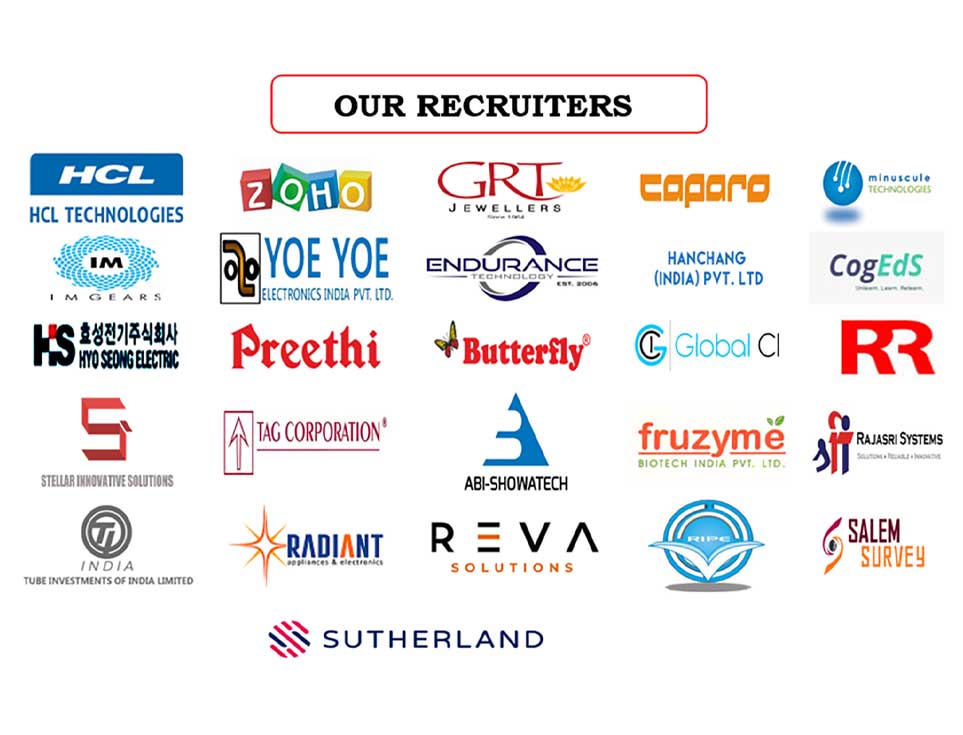 OUR RECRUITERS
HCL
HCL TECHNOLOGIES
ZOHO
GRT
JEWELLERS
Since 1964
caparo
minuscule
TECHNOLOGIES
IM
IM GEARS
YOE YOE
ELECTRONICS INDIA PVT. LTD.
ENDURANCE
TECHNOLOGY
EST. 2006
HANCHANG
(INDIA) PVT. LTD
CogEdS
Unlearn. Learn. Relearn.
HS 효성전기주식회사
HYO SEONG ELECTRIC
Preethi
Butterfly®
GCI Global CI
RR
STELLAR INNOVATIVE SOLUTIONS
TAG CORPORATION®
ABI-SHOWATECH
fruzyme
BIOTECH INDIA PVT. LTD.
RAJASRI SYSTEMS
SOLUTIONS • RELIABLE • INNOVATIVE
TI
INDIA
TUBE INVESTMENTS OF INDIA LIMITED
RADIANT
appliances & electronics
REVA
SOLUTIONS
RIPE
SALEM
SURVEY
SUTHERLAND